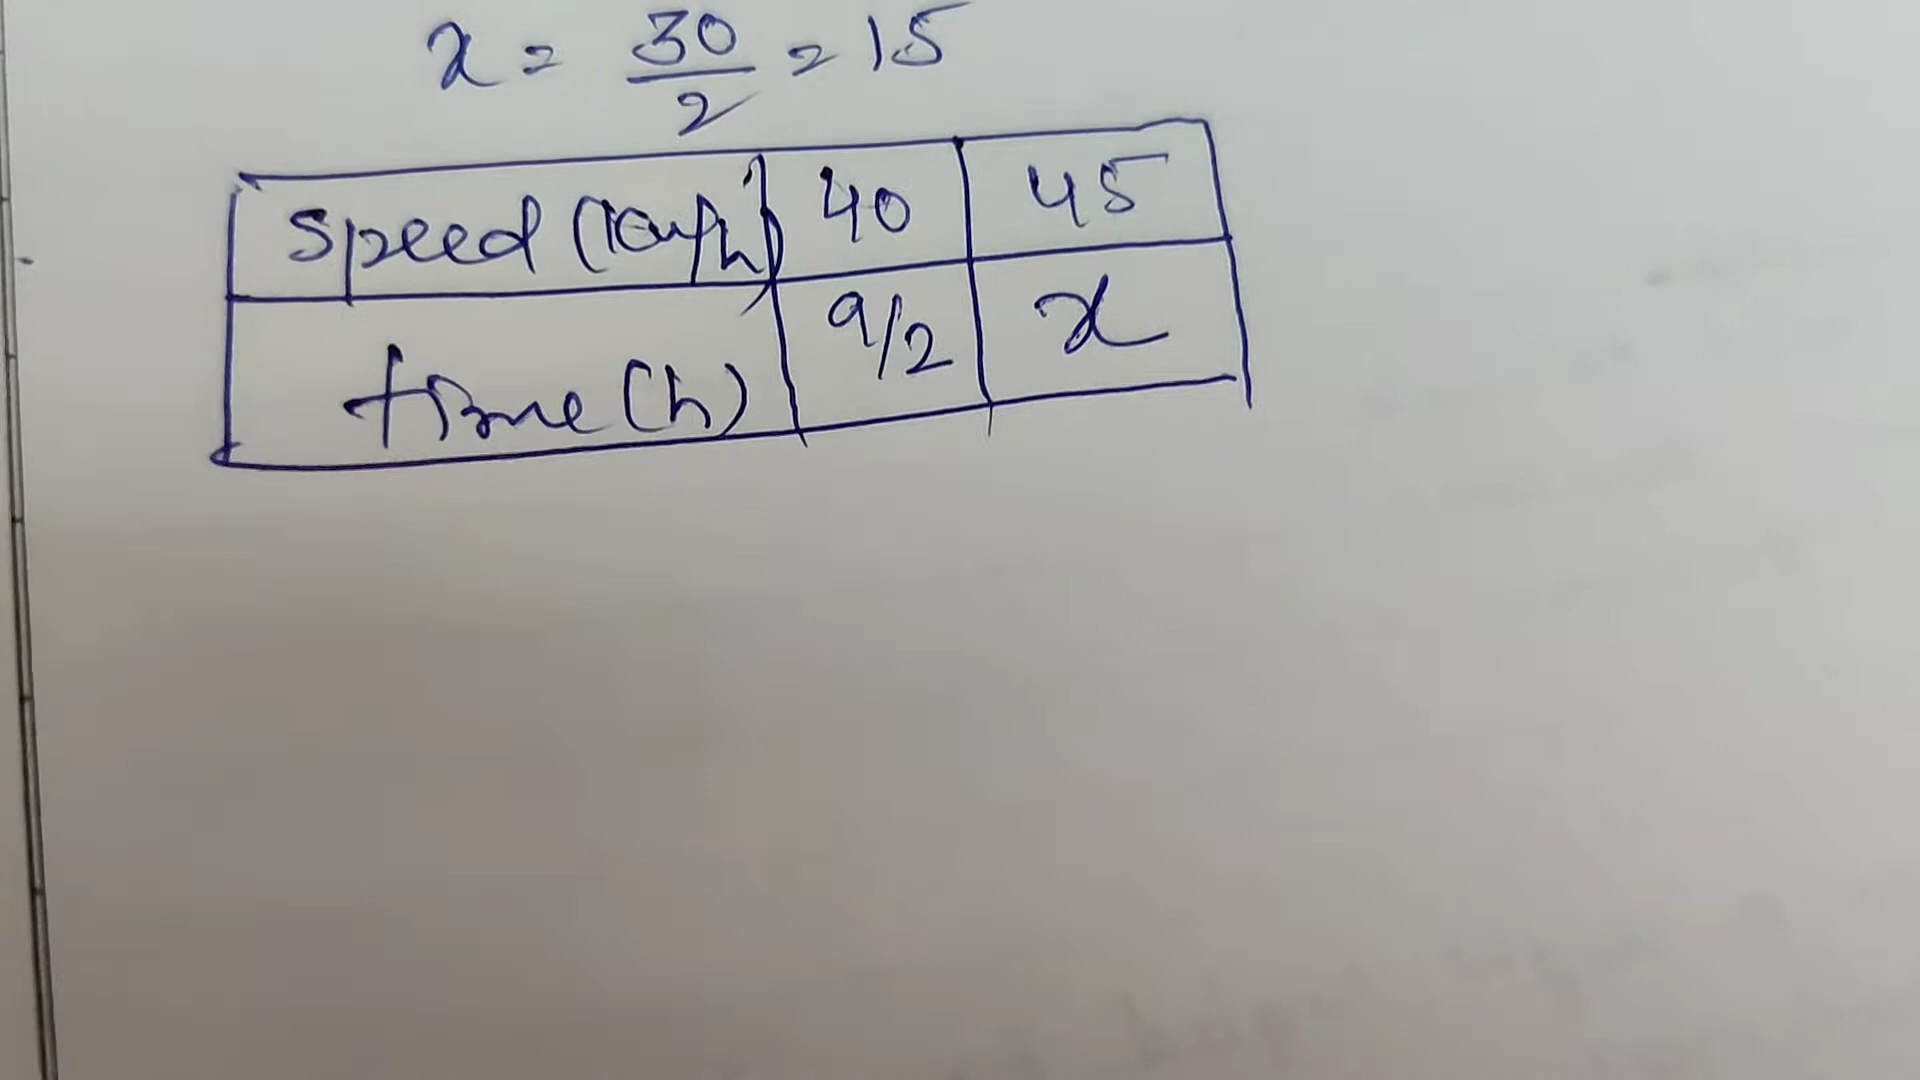 x = 30/2 = 15
Speed (km/h) 40 45
time (h) 9/2 x